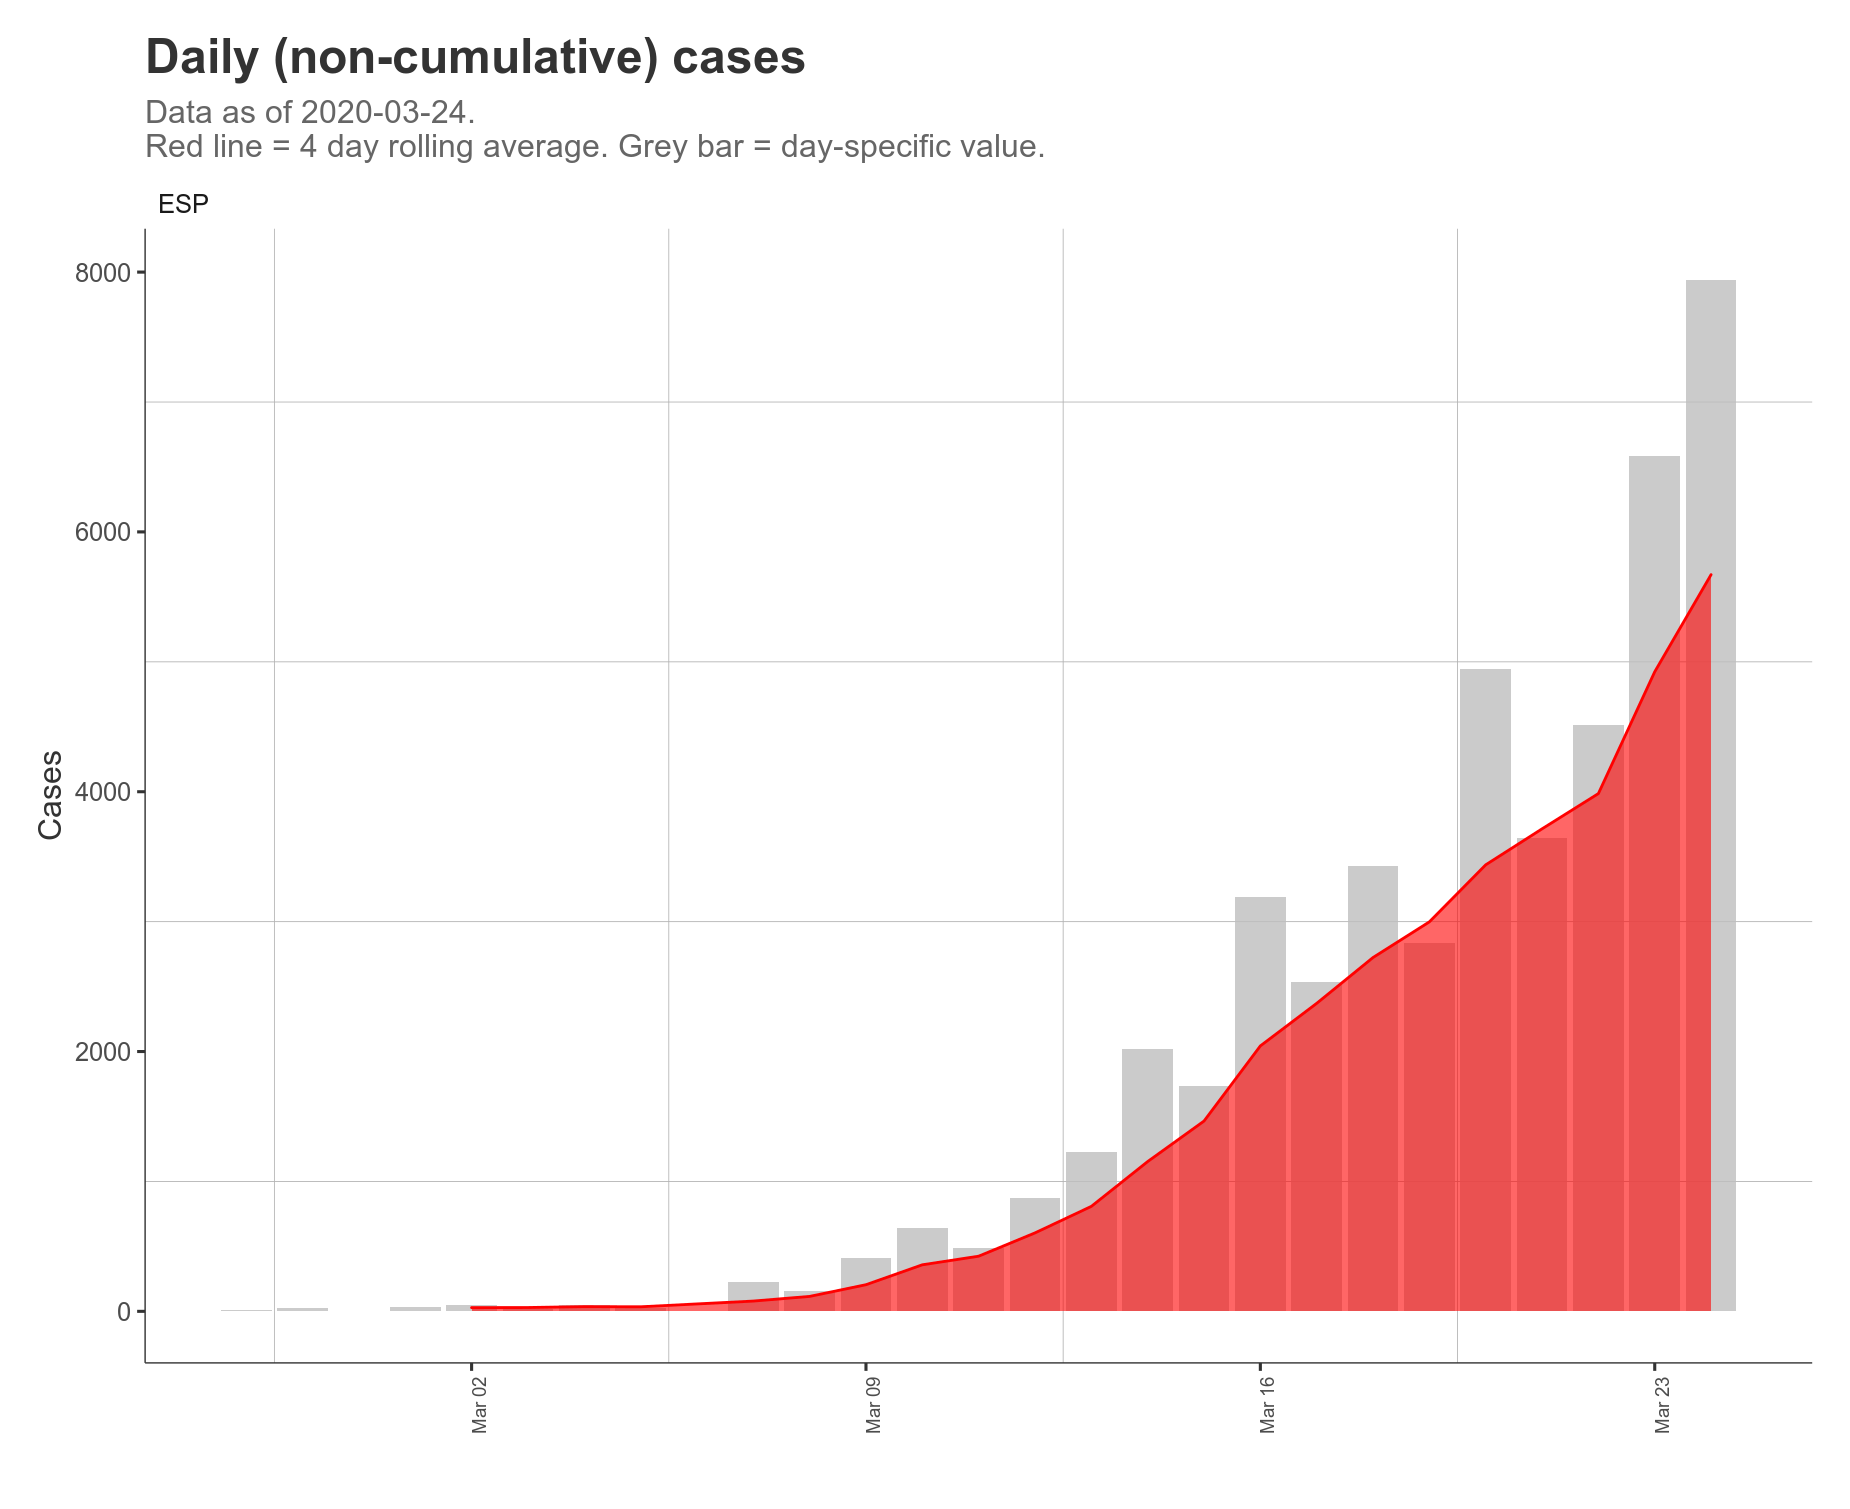 Daily (non-cumulative) cases
Data as of 2020-03-24.
Red line = 4 day rolling average. Grey bar = day-specific value.
ESP
8000
6000
4000
2000
0
Cases
Mar 02
Mar 09
Mar 16
Mar 23